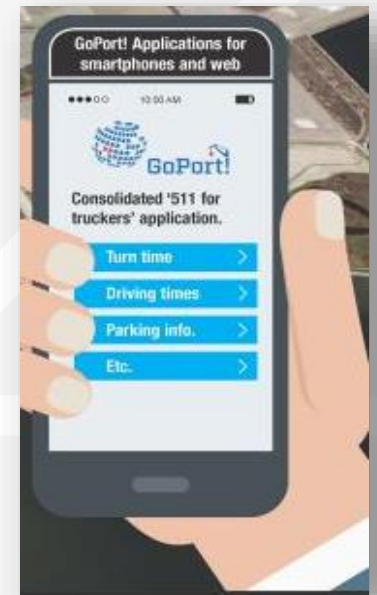 GoPort! Applications for
smartphones and web
10:00 AM
GoPort!
Consolidated '511 for
truckers' application.
Turn time
Driving times
Parking info.
Etc.